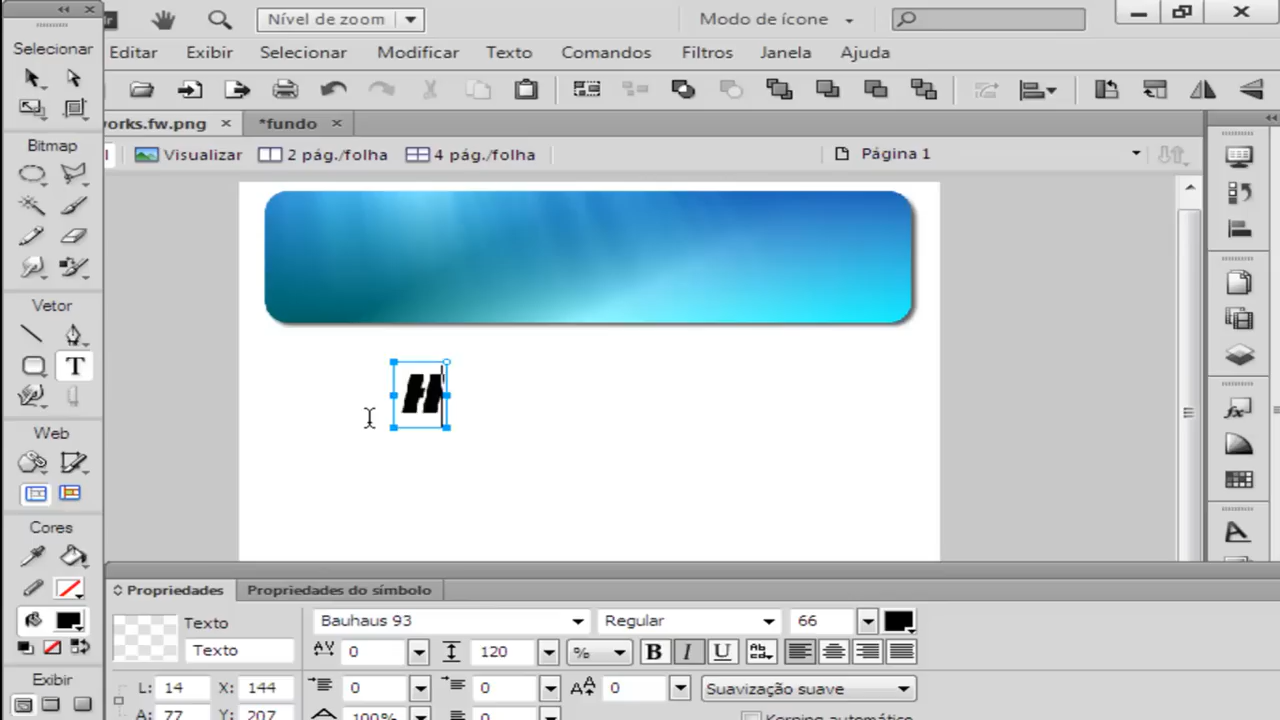 Nível de zoom
Modo de ícone
Selecionar
Editar Exibir Selecionar Modificar Texto Comandos Filtros Janela Ajuda
Bitmap
works.fw.png × *fundo ×
Visualizar 2 pág./folha 4 pág./folha Página 1
Vetor
T
H
Web
Cores
Propriedades Propriedades do símbolo
Texto Bauhaus 93 Regular 66
Texto AV 0 120 % B I U
Exibir
L: 14 X: 144 0 0 0 Suavização suave
A: 77 Y: 207 100% 0 Kerning automático